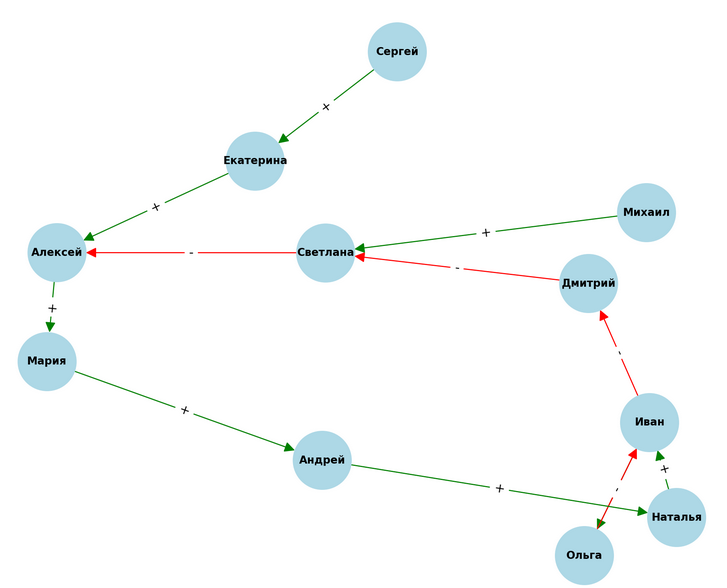 Сергей
+
Екатерина
+
Михаил
+
Алексей
-
Светлана
-
Дмитрий
+
-
Мария
+
Иван
Андрей
+
-
+
Наталья
Ольга